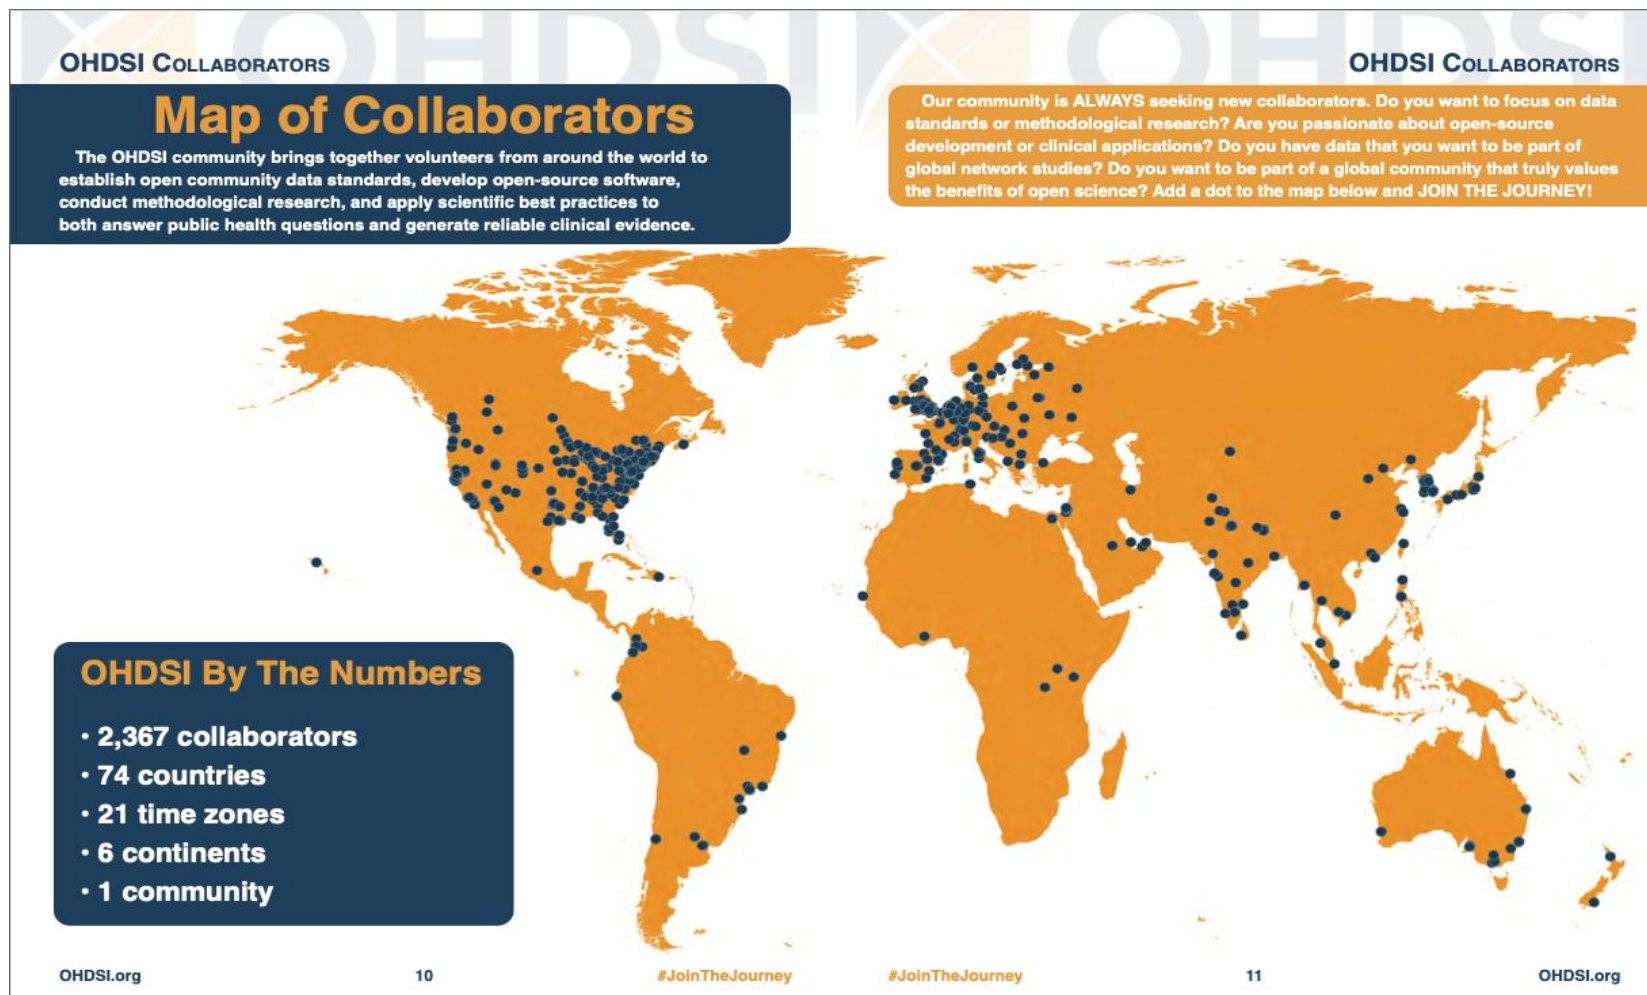 OHDSI
OHDSI
OHDSI COLLABORATORS
Map of Collaborators
The OHDSI community brings together volunteers from around the world to
establish open community data standards, develop open-source software,
conduct methodological research, and apply scientific best practices to
both answer public health questions and generate reliable clinical evidence.
OHDSI COLLABORATORS
Our community is ALWAYS seeking new collaborators. Do you want to focus on data
standards or methodological research? Are you passionate about open-source
development or clinical applications? Do you have data that you want to be part of
global network studies? Do you want to be part of a global community that truly values
the benefits of open science? Add a dot to the map below and JOIN THE JOURNEY!
OHDSI By The Numbers
• 2,367 collaborators
• 74 countries
• 21 time zones
• 6 continents
• 1 community
OHDSI.org
10
#JoinTheJourney
#JoinTheJourney
11
OHDSI.org